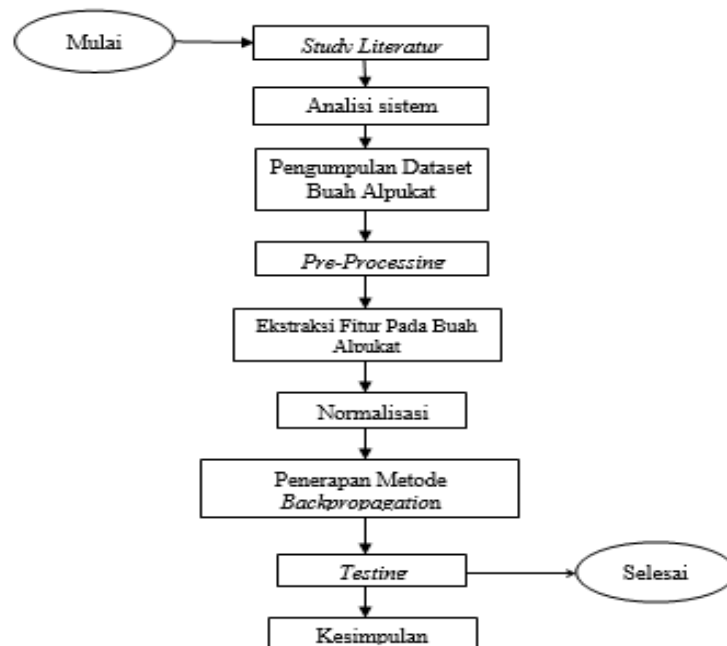 Mulai
Study Literatur
Analisi sistem
Pengumpulan Dataset
Buah Alpukat
Pre-Processing
Ekstraksi Fitur Pada Buah
Alpukat
Normalisasi
Penerapan Metode
Backpropagation
Testing
Selesai
Kesimpulan